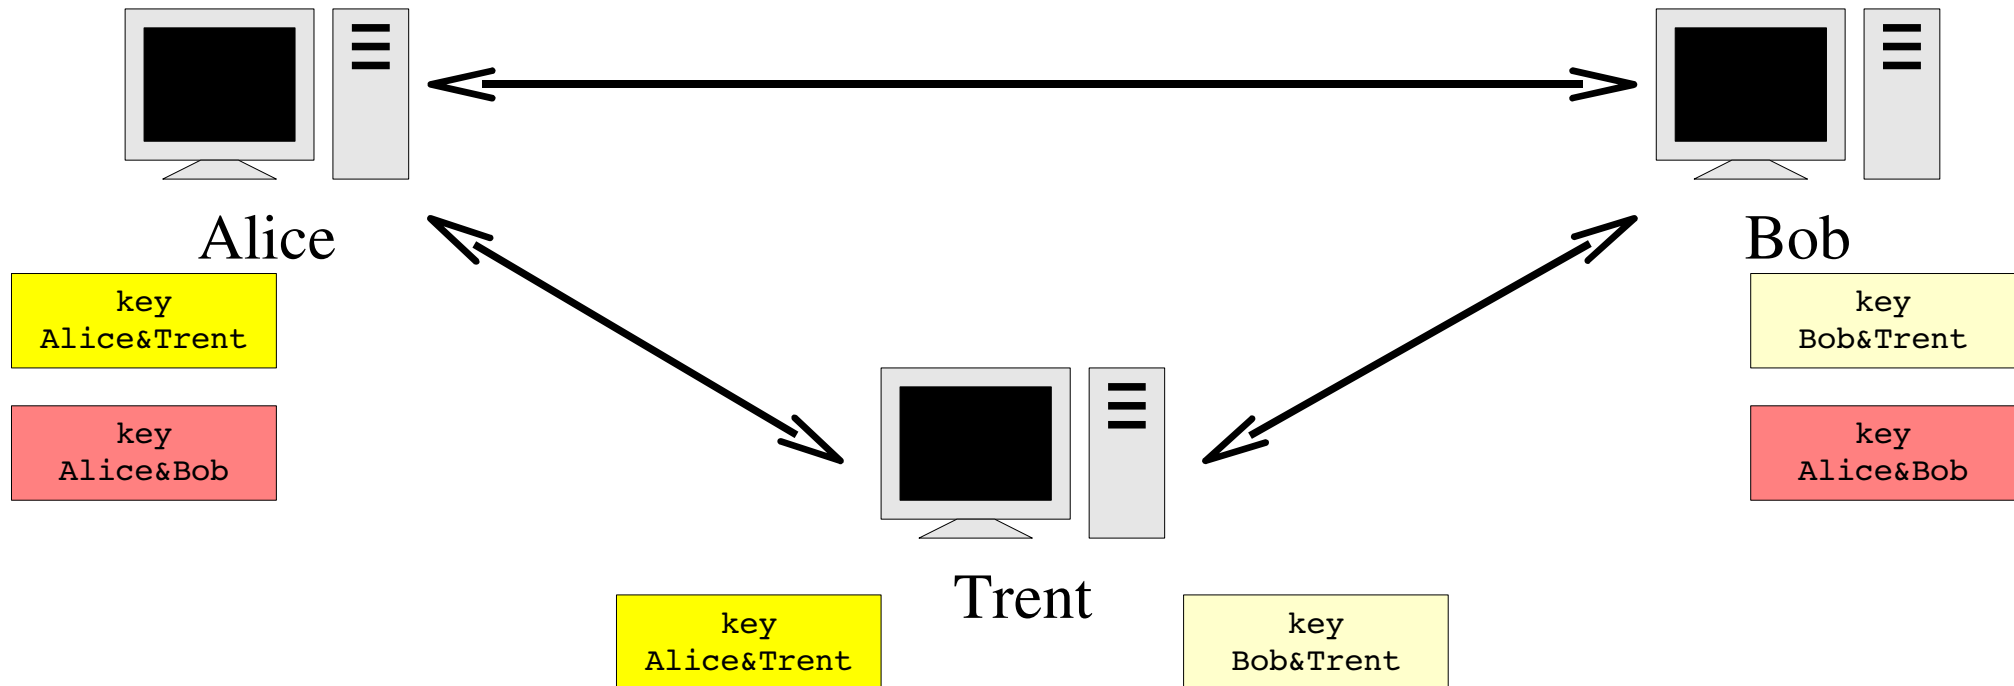 Alice
Bob
key
Alice&Trent
key
Bob&Trent
key
Alice&Bob
key
Alice&Bob
Trent
key
Alice&Trent
key
Bob&Trent